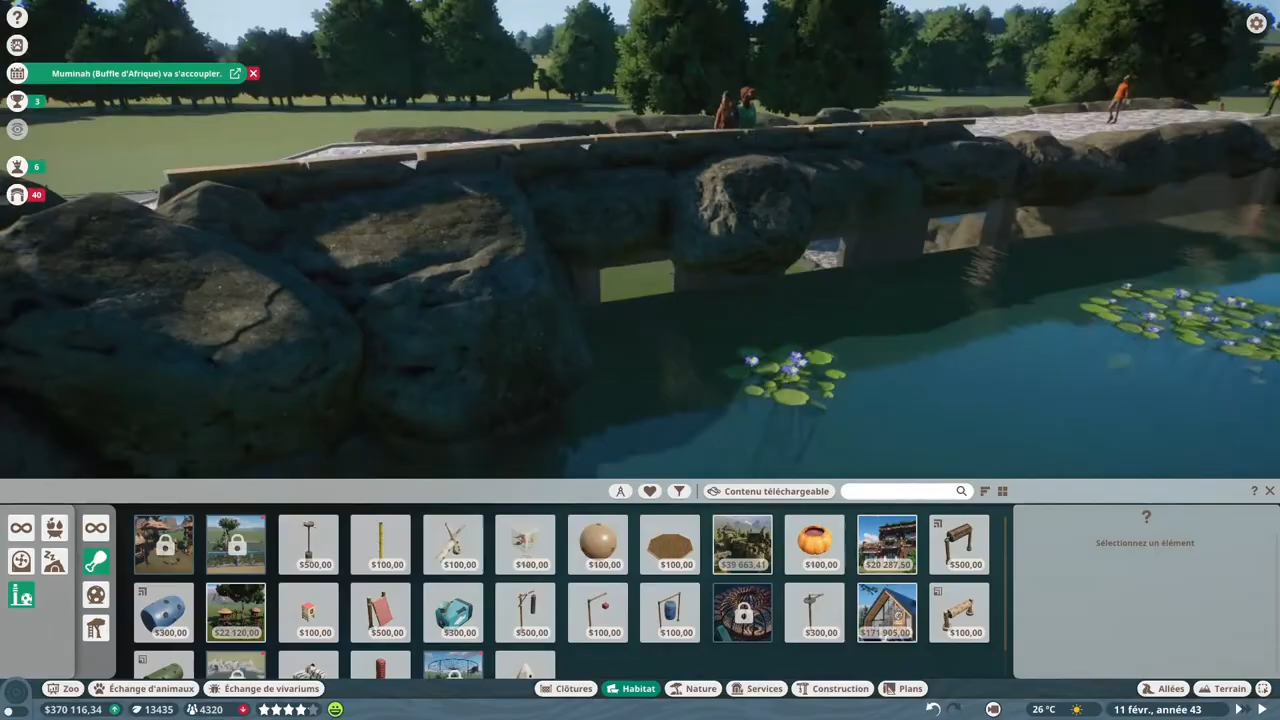 ?
Muminah (Buffle d'Afrique) va s'accoupler.
3
6
40
Contenu téléchargeable
? ×
?
Sélectionnez un élément
$500,00
$100,00
$100,00
$100,00
$100,00
$100,00
$39 663,41
$100,00
$20 287,50
$500,00
$300,00
$22 120,00
$100,00
$500,00
$300,00
$500,00
$100,00
$100,00
$300,00
$171 905,00
$100,00
Zoo
Échange d'animaux
Échange de vivariums
Clôtures
Habitat
Nature
Services
Construction
Plans
Allées
Terrain
$370 116,34
13435
4320
26 °C
11 févr., année 43